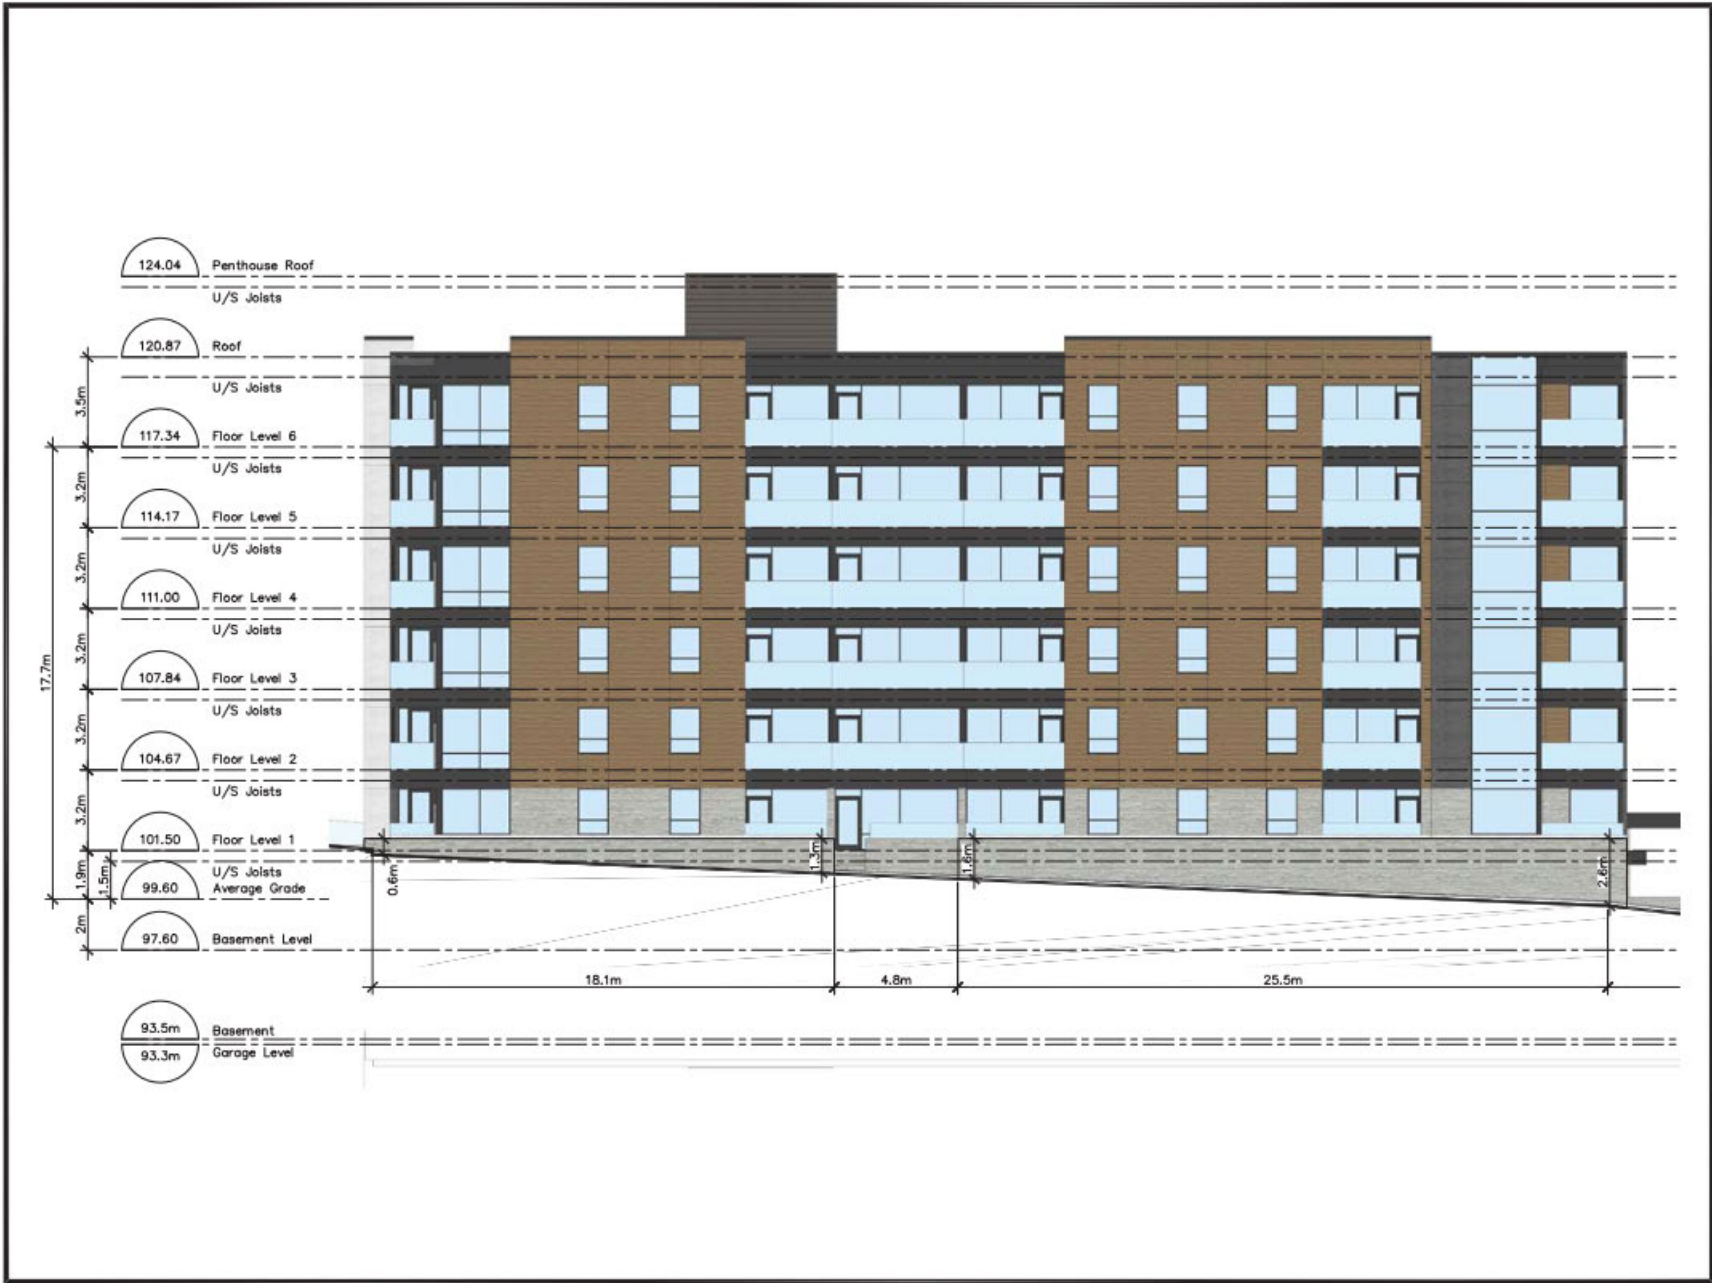 124.04 Penthouse Roof
U/S Joists
120.87 Roof
U/S Joists
3.5m
117.34 Floor Level 6
U/S Joists
3.2m
114.17 Floor Level 5
U/S Joists
3.2m
111.00 Floor Level 4
U/S Joists
3.2m
17.7m
107.84 Floor Level 3
U/S Joists
3.2m
104.67 Floor Level 2
U/S Joists
3.2m
101.50 Floor Level 1
U/S Joists
1.9m
1.5m
0.6m
1.3m
1.6m
2.6m
99.60 Average Grade
2m
97.60 Basement Level
18.1m 4.8m 25.5m
93.5m Basement
93.3m Garage Level